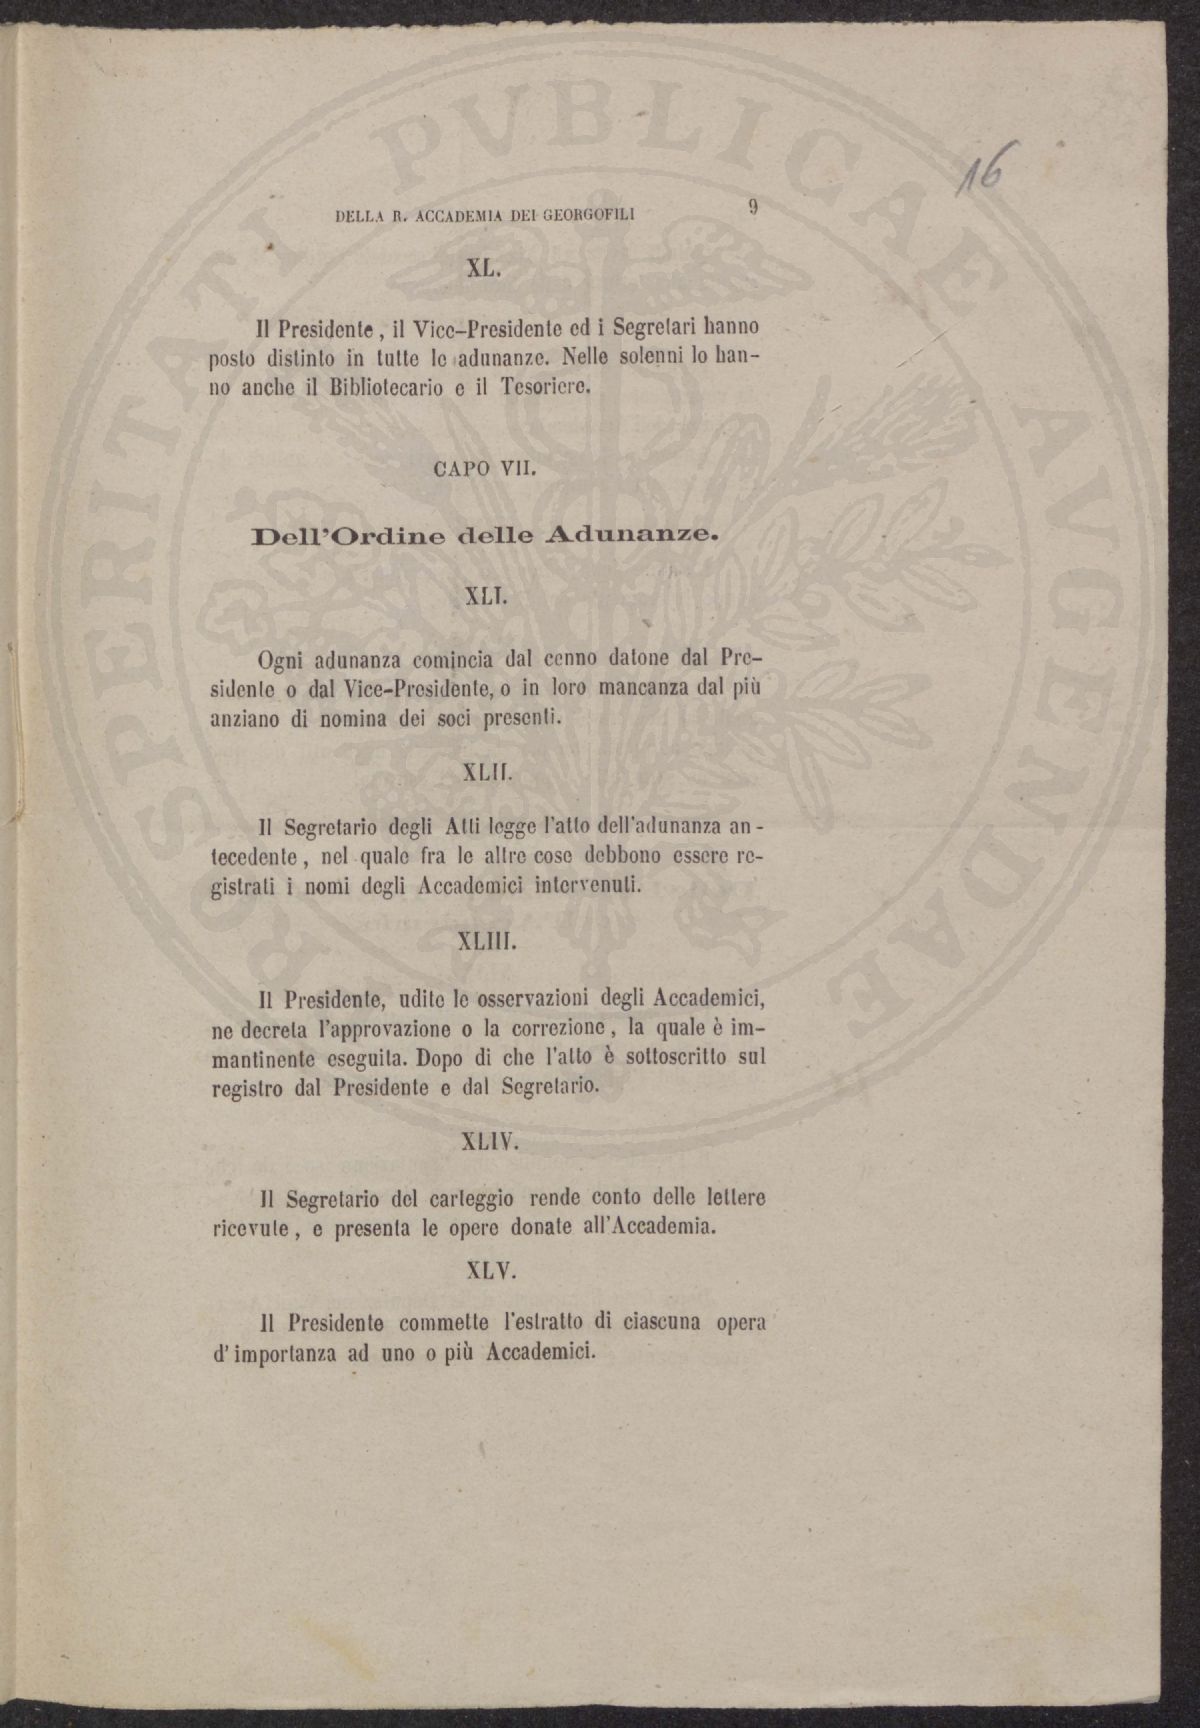 16
DELLA R. ACCADEMIA DEI GEORGOFILI 9
XL.
Il Presidente, il Vice-Presidente ed i Segretari hanno
posto distinto in tutte le adunanze. Nelle solenni lo han-
no anche il Bibliotecario e il Tesoriere.
CAPO VII.
Dell'Ordine delle Adunanze.
XLI.
Ogni adunanza comincia dal cenno datone dal Pre-
sidente o dal Vice-Presidente, o in loro mancanza dal più
anziano di nomina dei soci presenti.
XLII.
Il Segretario degli Atti legge l'atto dell'adunanza an-
tecedente, nel quale fra le altre cose debbono essere re-
gistrati i nomi degli Accademici intervenuti.
XLIII.
Il Presidente, udite le osservazioni degli Accademici,
ne decreta l'approvazione o la correzione, la quale è im-
mantinente eseguita. Dopo di che l'atto è sottoscritto sul
registro dal Presidente e dal Segretario.
XLIV.
Il Segretario del carteggio rende conto delle lettere
ricevute, e presenta le opere donate all'Accademia.
XLV.
Il Presidente commette l'estratto di ciascuna opera
d'importanza ad uno o più Accademici.
PROSPERITATI PVBLICAE AVGENDAE